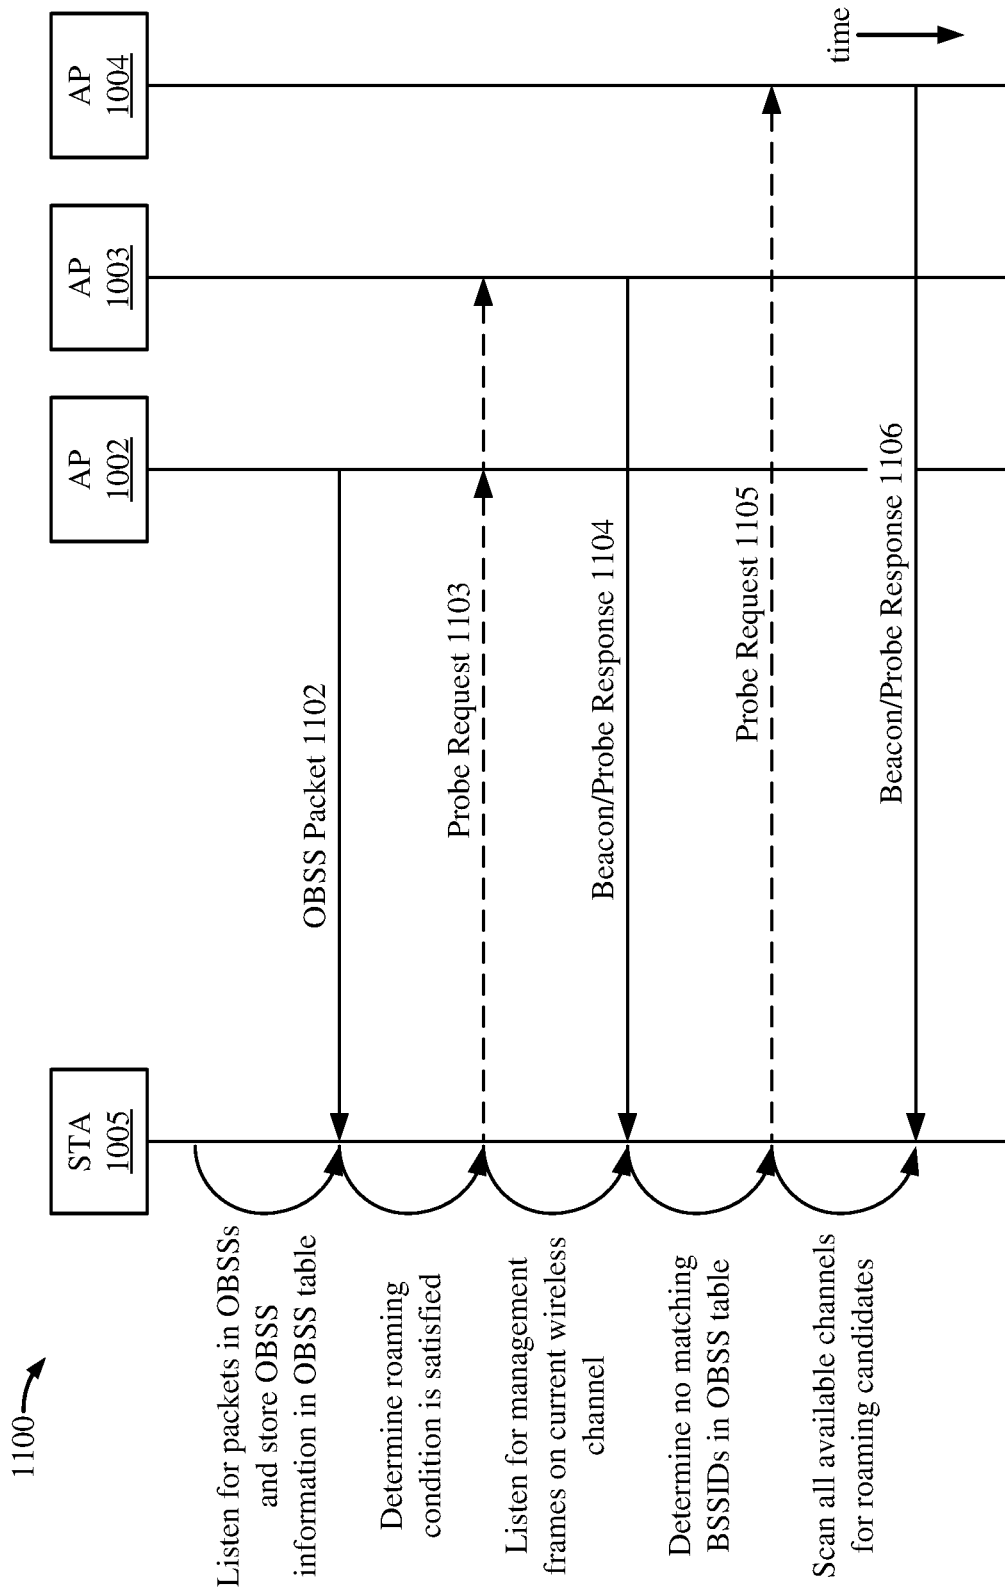 1100
STA
1005
AP
1002
AP
1003
AP
1004
time
Listen for packets in OBSSs
and store OBSS
information in OBSS table
OBSS Packet 1102
Determine roaming
condition is satisfied
Probe Request 1103
Listen for management
frames on current wireless
channel
Beacon/Probe Response 1104
Determine no matching
BSSIDs in OBSS table
Probe Request 1105
Scan all available channels
for roaming candidates
Beacon/Probe Response 1106